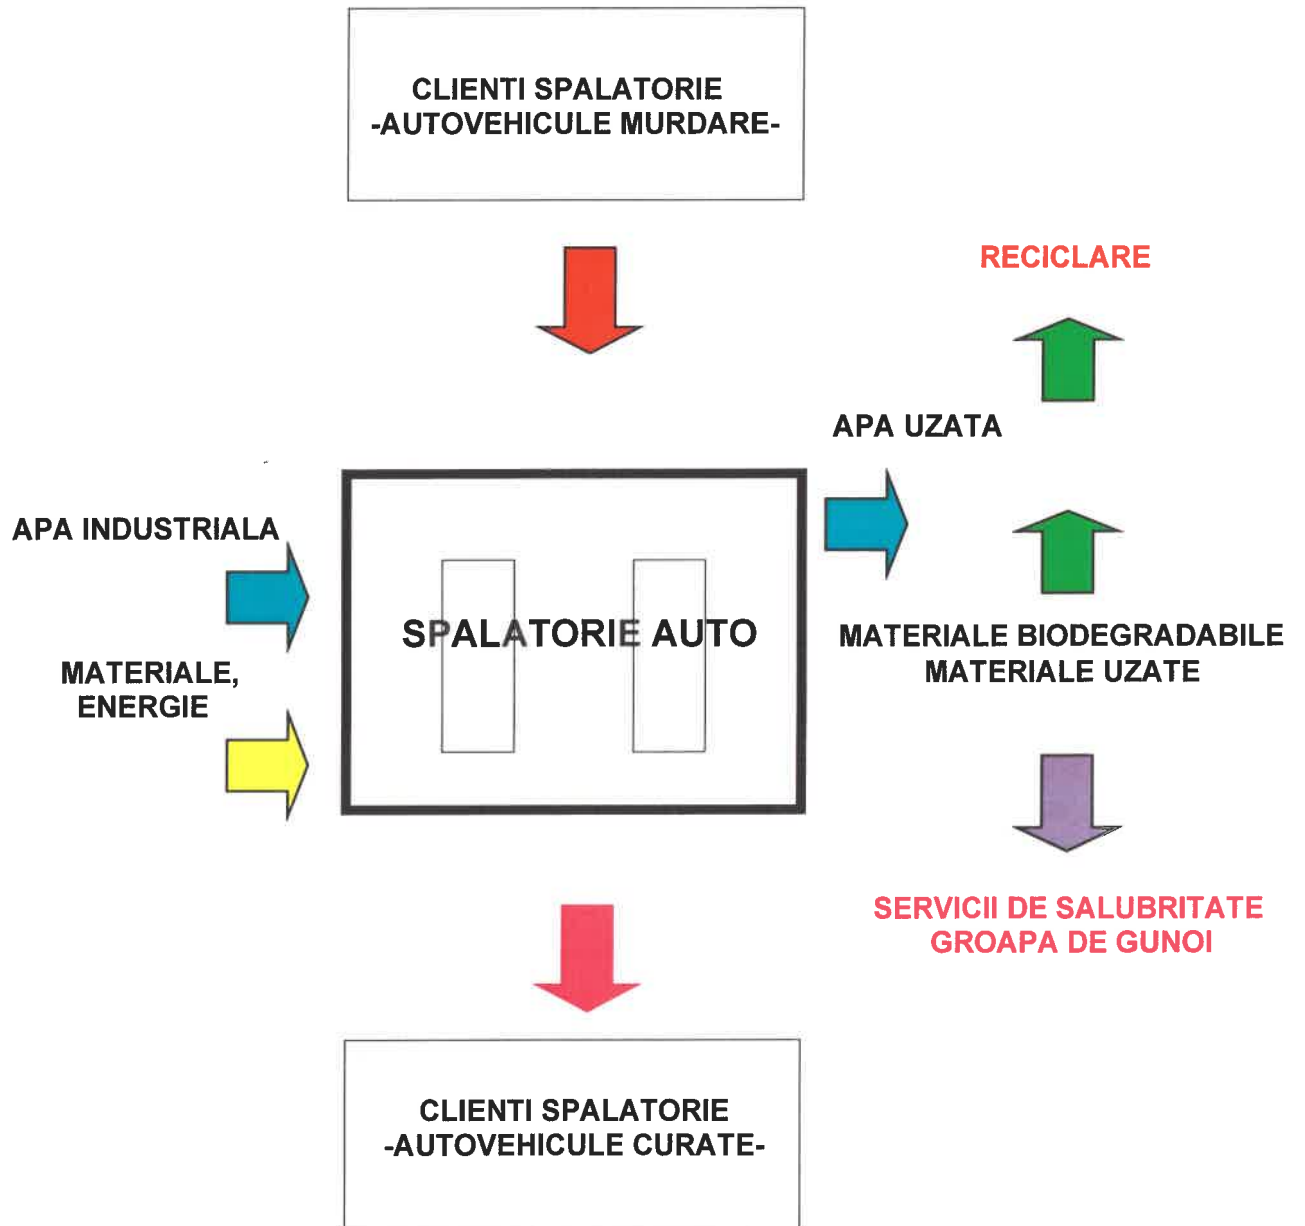 CLIENTI SPALATORIE
-AUTOVEHICULE MURDARE-
RECICLARE
APA UZATA
APA INDUSTRIALA
SPALATORIE AUTO
MATERIALE,
ENERGIE
MATERIALE BIODEGRADABILE
MATERIALE UZATE
SERVICII DE SALUBRITATE
GROAPA DE GUNOI
CLIENTI SPALATORIE
-AUTOVEHICULE CURATE-